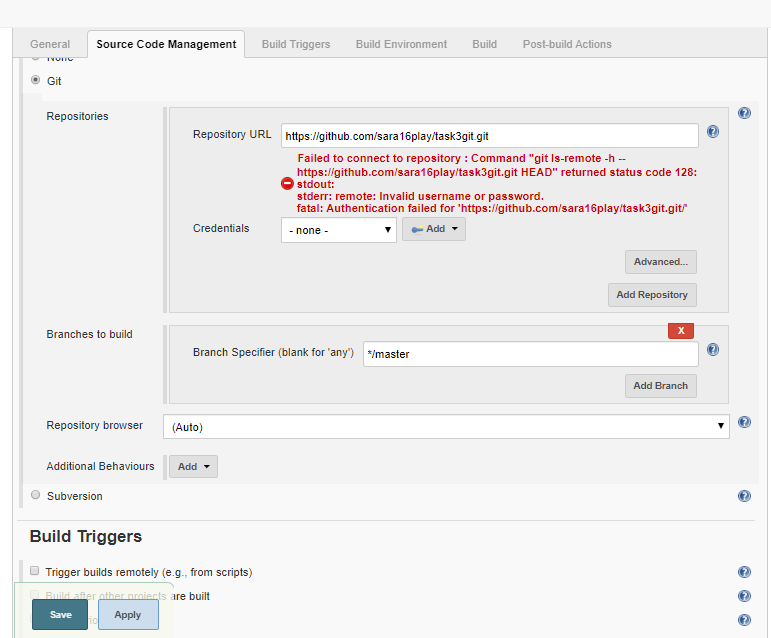 General Source Code Management Build Triggers Build Environment Build Post-build Actions
None
Git
Repositories
Repository URL https://github.com/sara16play/task3git.git
Failed to connect to repository : Command "git ls-remote -h --
https://github.com/sara16play/task3git.git HEAD" returned status code 128:
stdout:
stderr: remote: Invalid username or password.
fatal: Authentication failed for 'https://github.com/sara16play/task3git.git/'
Credentials - none - Add
Advanced...
Add Repository
Branches to build
X
Branch Specifier (blank for 'any') */master
Add Branch
Repository browser (Auto)
Additional Behaviours Add
Subversion
Build Triggers
Trigger builds remotely (e.g., from scripts)
Build after other projects are built
Save Apply